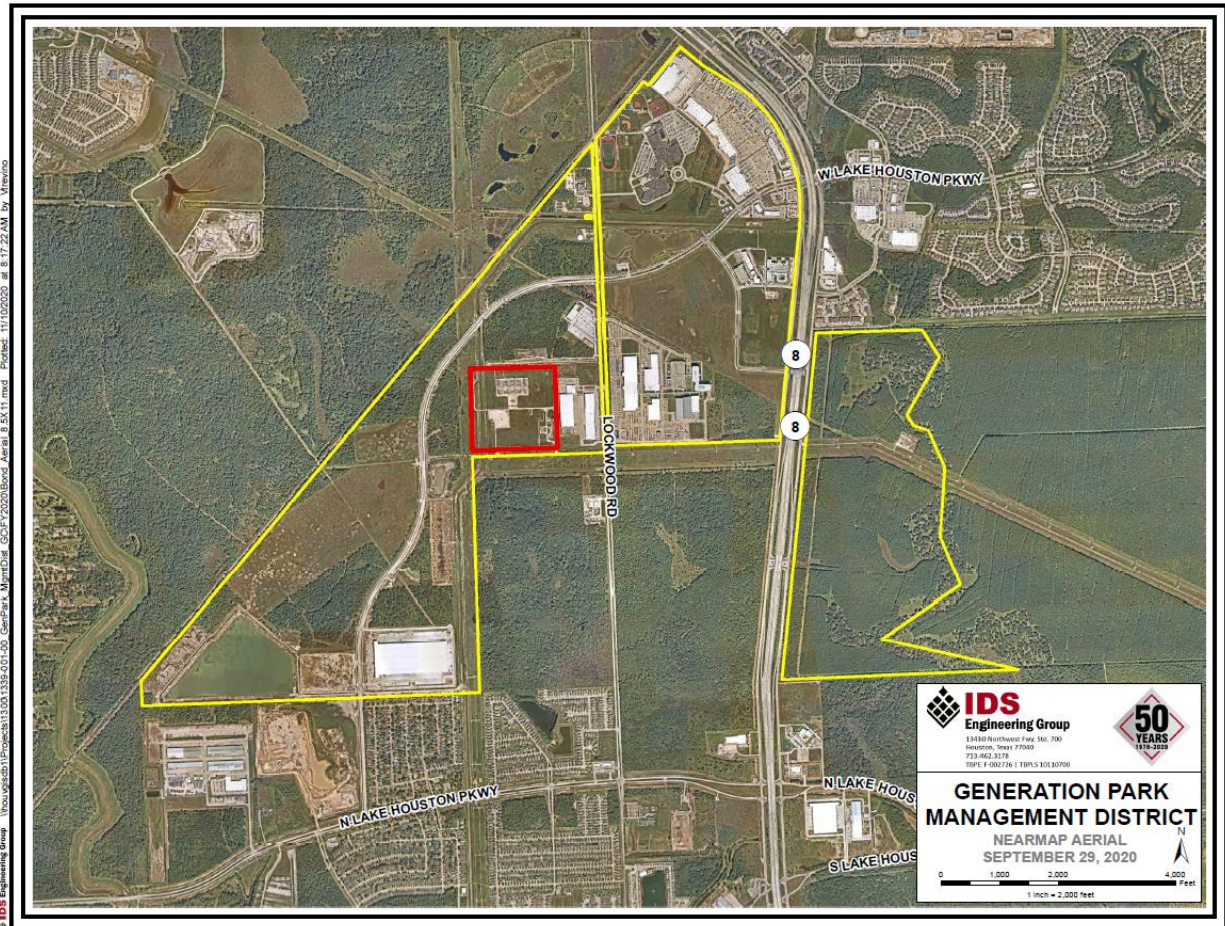 W LAKE HOUSTON PKWY
8
8
LOCKWOOD RD
N LAKE HOUSTON PKWY
N LAKE HOUS
S LAKE HOUS
IDS
Engineering Group
13430 Northwest Fwy. Ste. 700
Houston, Texas 77040
713.462.3178
TBPE F-002726 | TBPLS 10110700
50
YEARS
1970-2020
GENERATION PARK
MANAGEMENT DISTRICT
NEARMAP AERIAL
SEPTEMBER 29, 2020
N
0 1,000 2,000 4,000
Feet
1 inch = 2,000 feet
IDS Engineering Group
Plotted: 11/10/2020 at 8:17:22 AM by